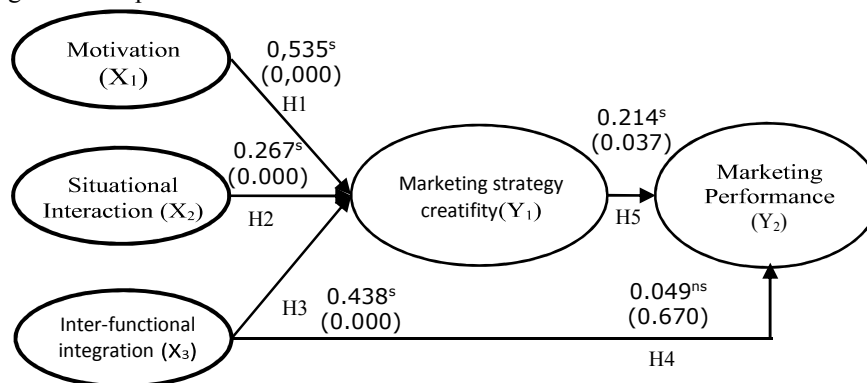 Motivation
(X₁)
0,535ˢ
(0,000)
H1
0.267ˢ
(0.000)
Situational
Interaction (X₂)
H2
Marketing strategy
creatifity(Y₁)
0.214ˢ
(0.037)
H5
Marketing
Performance
(Y₂)
Inter-functional
integration (X₃)
H3
0.438ˢ
(0.000)
0.049ⁿˢ
(0.670)
H4